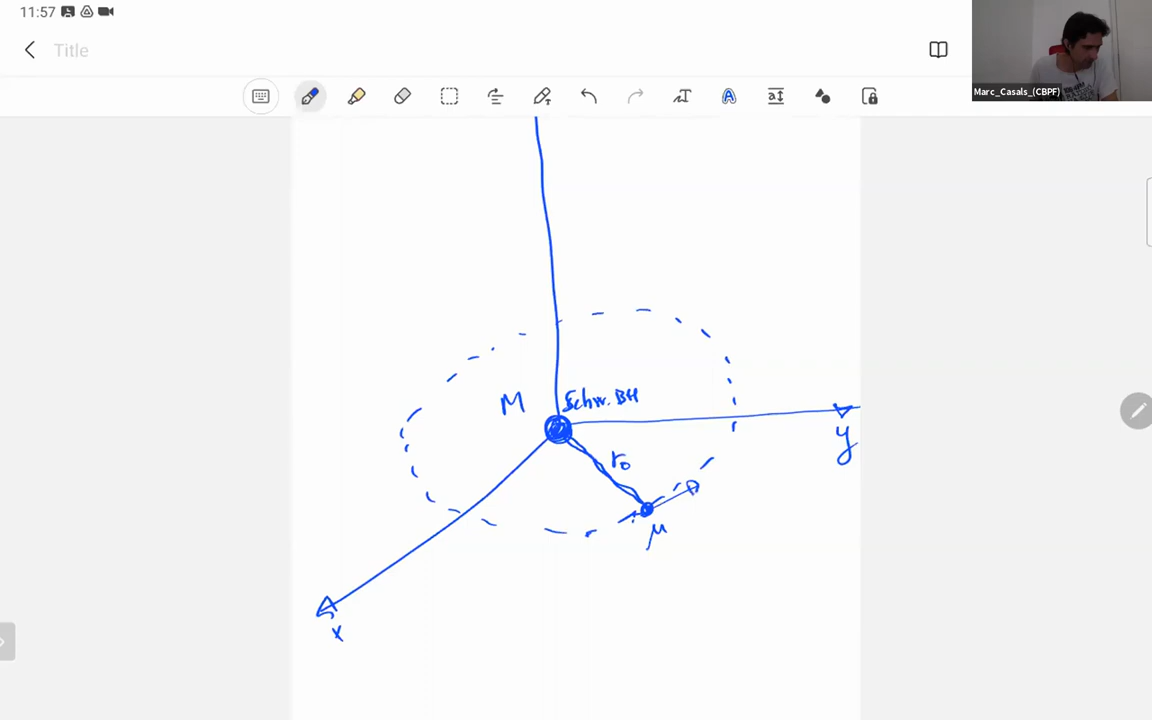 11:57
Title
Marc_Casals_(CBPF)
M Schw. BH
y
r₀
μ
x